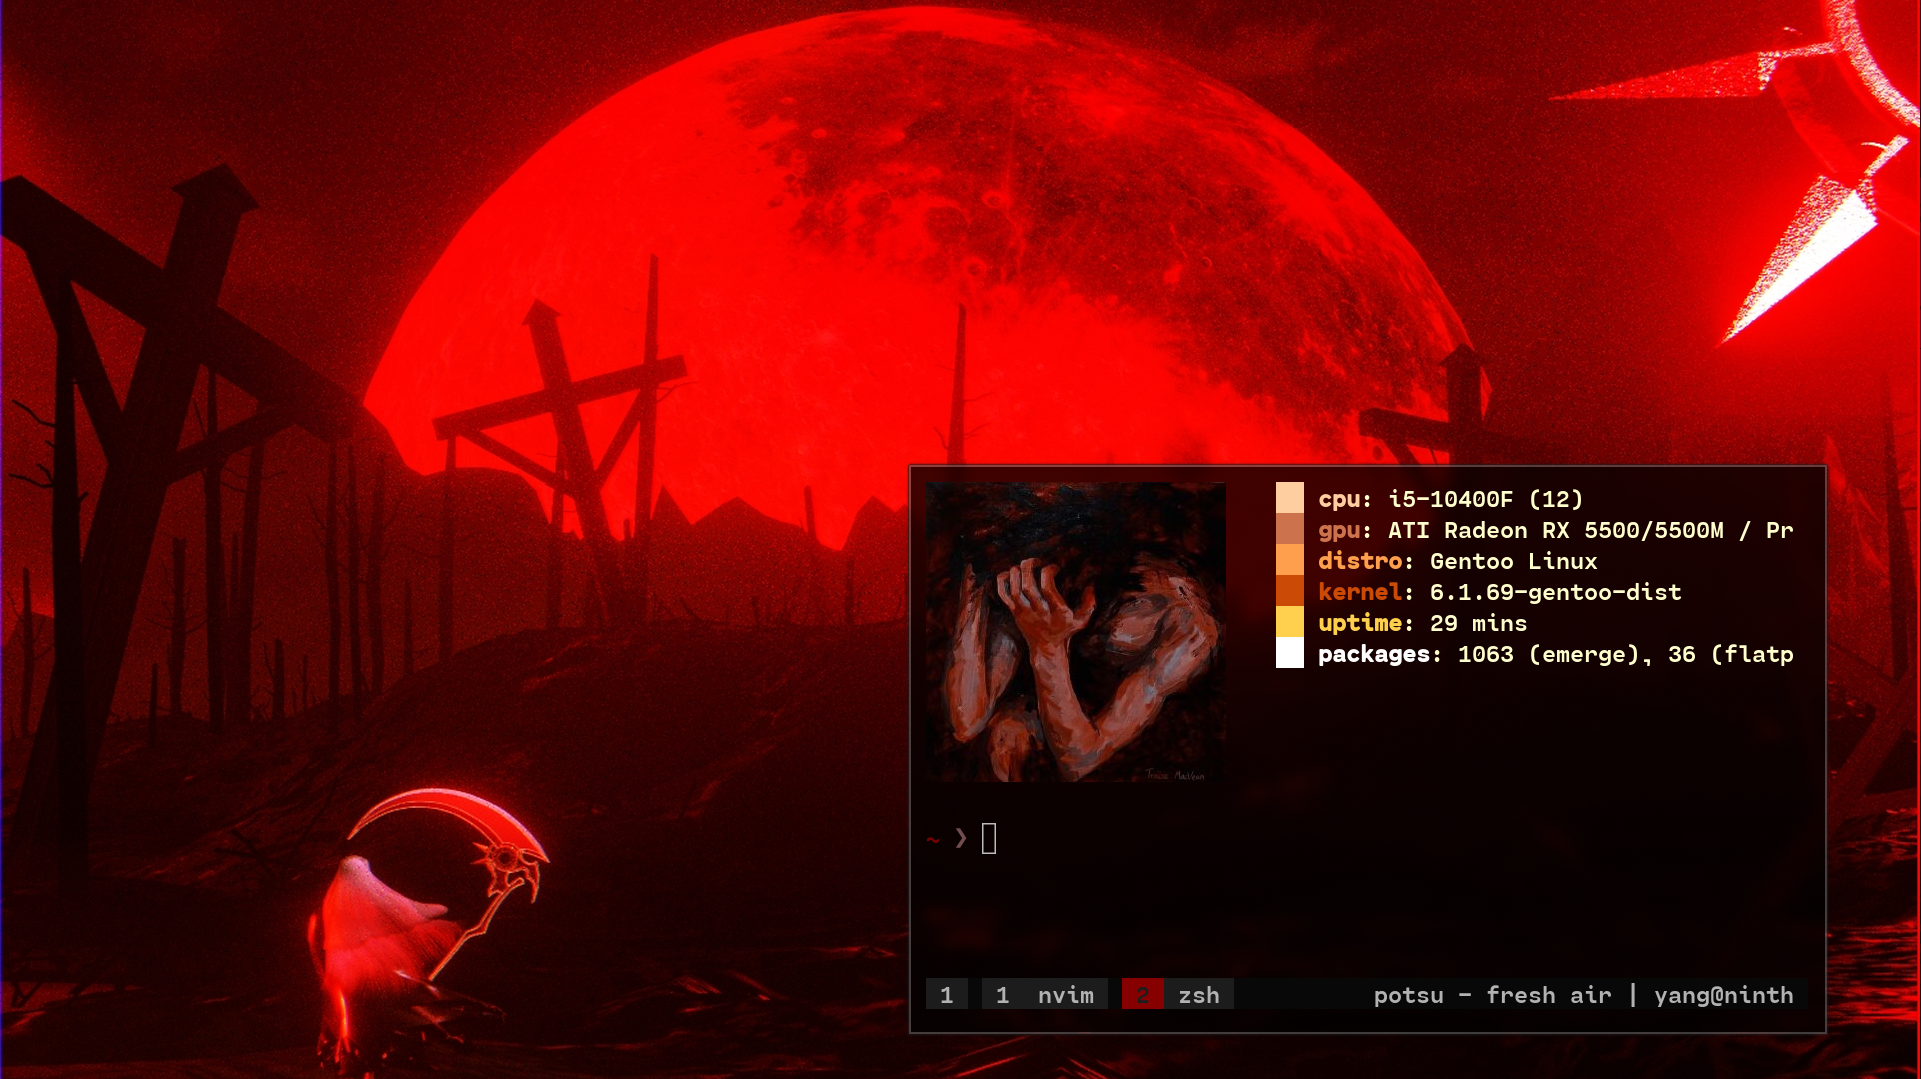 cpu: i5-10400F (12)
gpu: ATI Radeon RX 5500/5500M / Pr
distro: Gentoo Linux
kernel: 6.1.69-gentoo-dist
uptime: 29 mins
packages: 1063 (emerge), 36 (flatp
~ ❯
1 1 nvim 2 zsh potsu - fresh air | yang@ninth